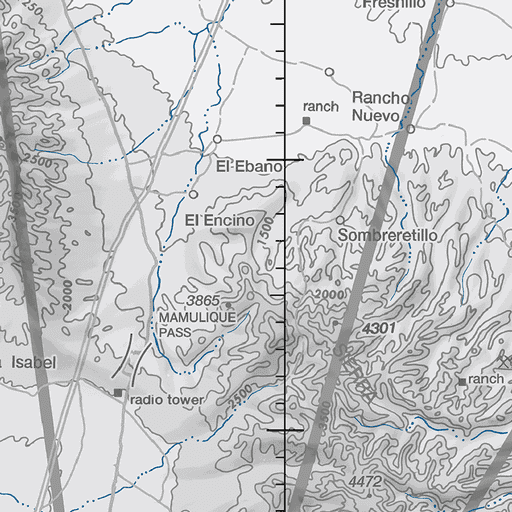 Fresnillo
2500
ranch
Rancho
Nuevo
2500
El Ebano
El Encino
1500
Sombreretillo
2000
2000
3865
MAMULIQUE
PASS
4301
Isabel
ranch
radio tower
2500
4472